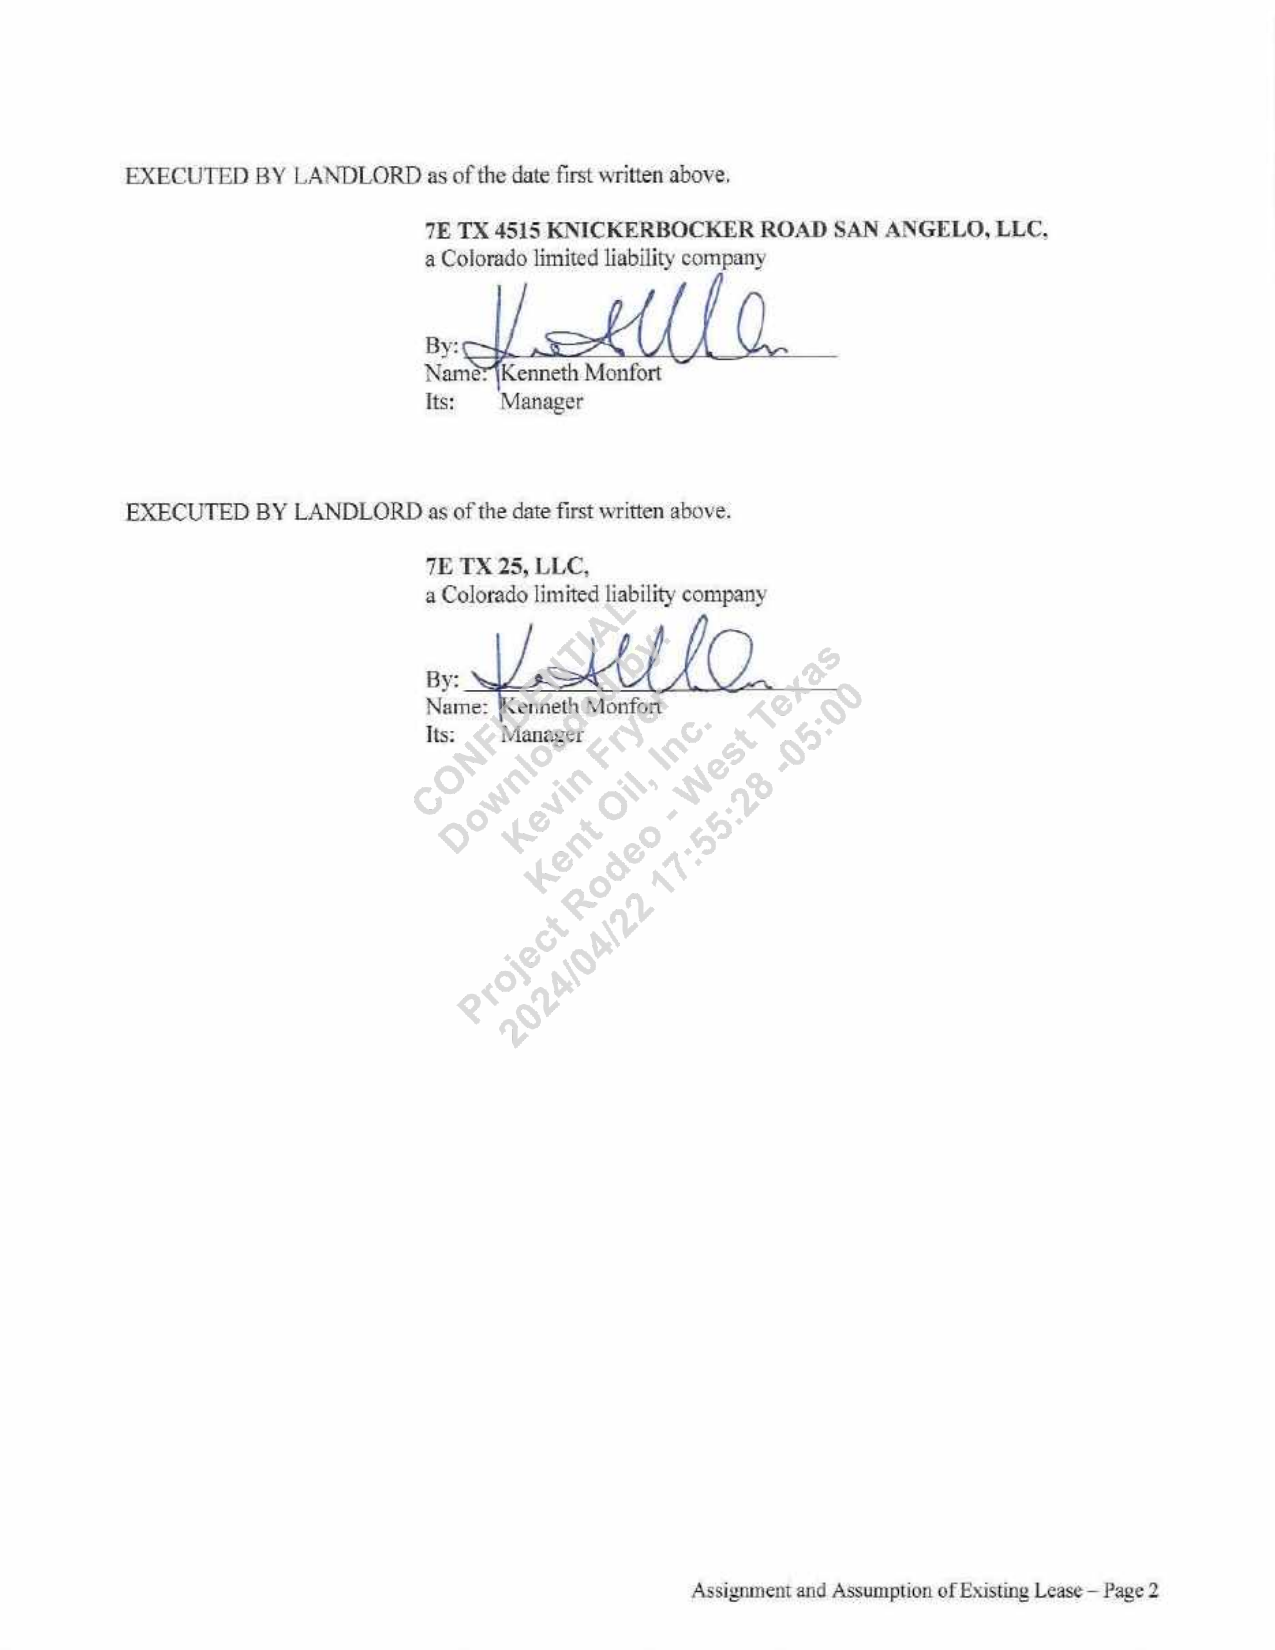 EXECUTED BY LANDLORD as of the date first written above.
7E TX 4515 KNICKERBOCKER ROAD SAN ANGELO, LLC,
a Colorado limited liability company
By:
Name: Kenneth Monfort
Its: Manager
EXECUTED BY LANDLORD as of the date first written above.
7E TX 25, LLC,
a Colorado limited liability company
By:
Name: Kenneth Monfort
Its: Manager
CONFIDENTIAL
Downloaded by:
Kevin Fryer
Kent Oil, Inc.
Project Rodeo - West Texas
2024/04/22 17:55:28 -05:00
Assignment and Assumption of Existing Lease – Page 2